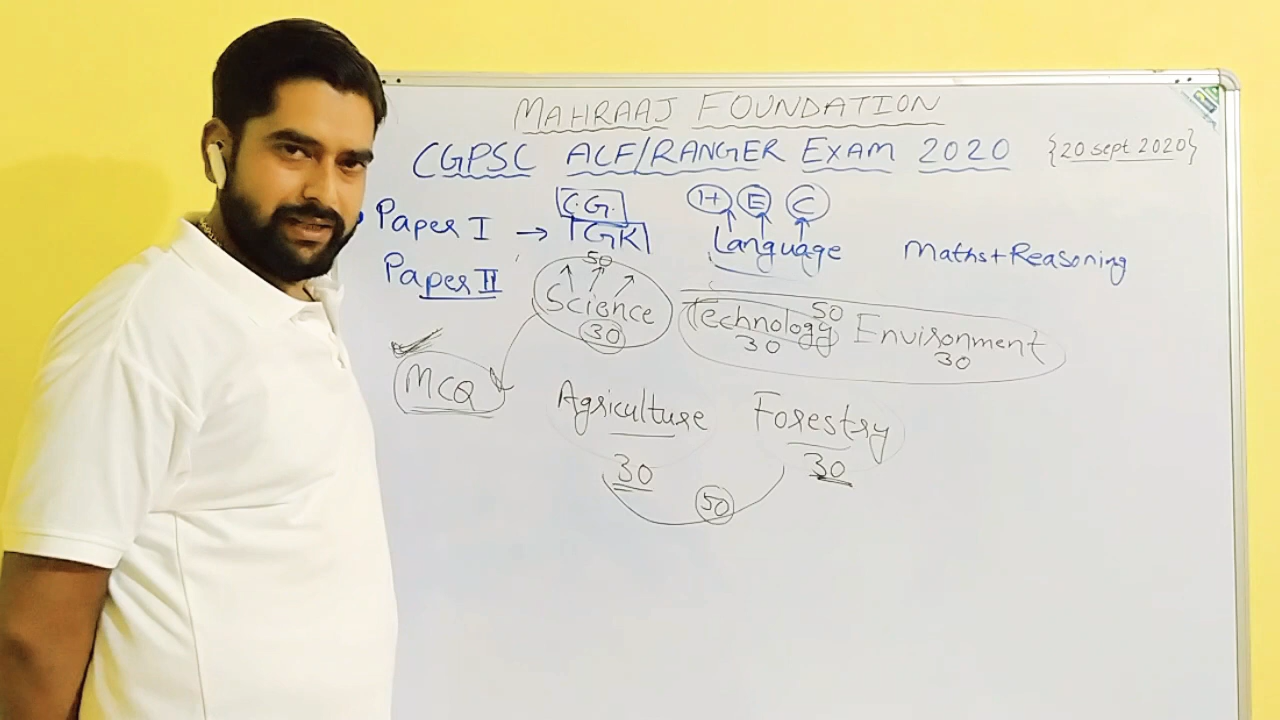 MAHRAAJ FOUNDATION
CGPSC ACF/RANGER EXAM 2020 {20 sept 2020}
C.G. H E C
Paper I → GK Language Maths+Reasoning
Paper II
50
Science 30
Technology 30 50 Environment 30
MCQ
Agriculture Forestry
30 30
50